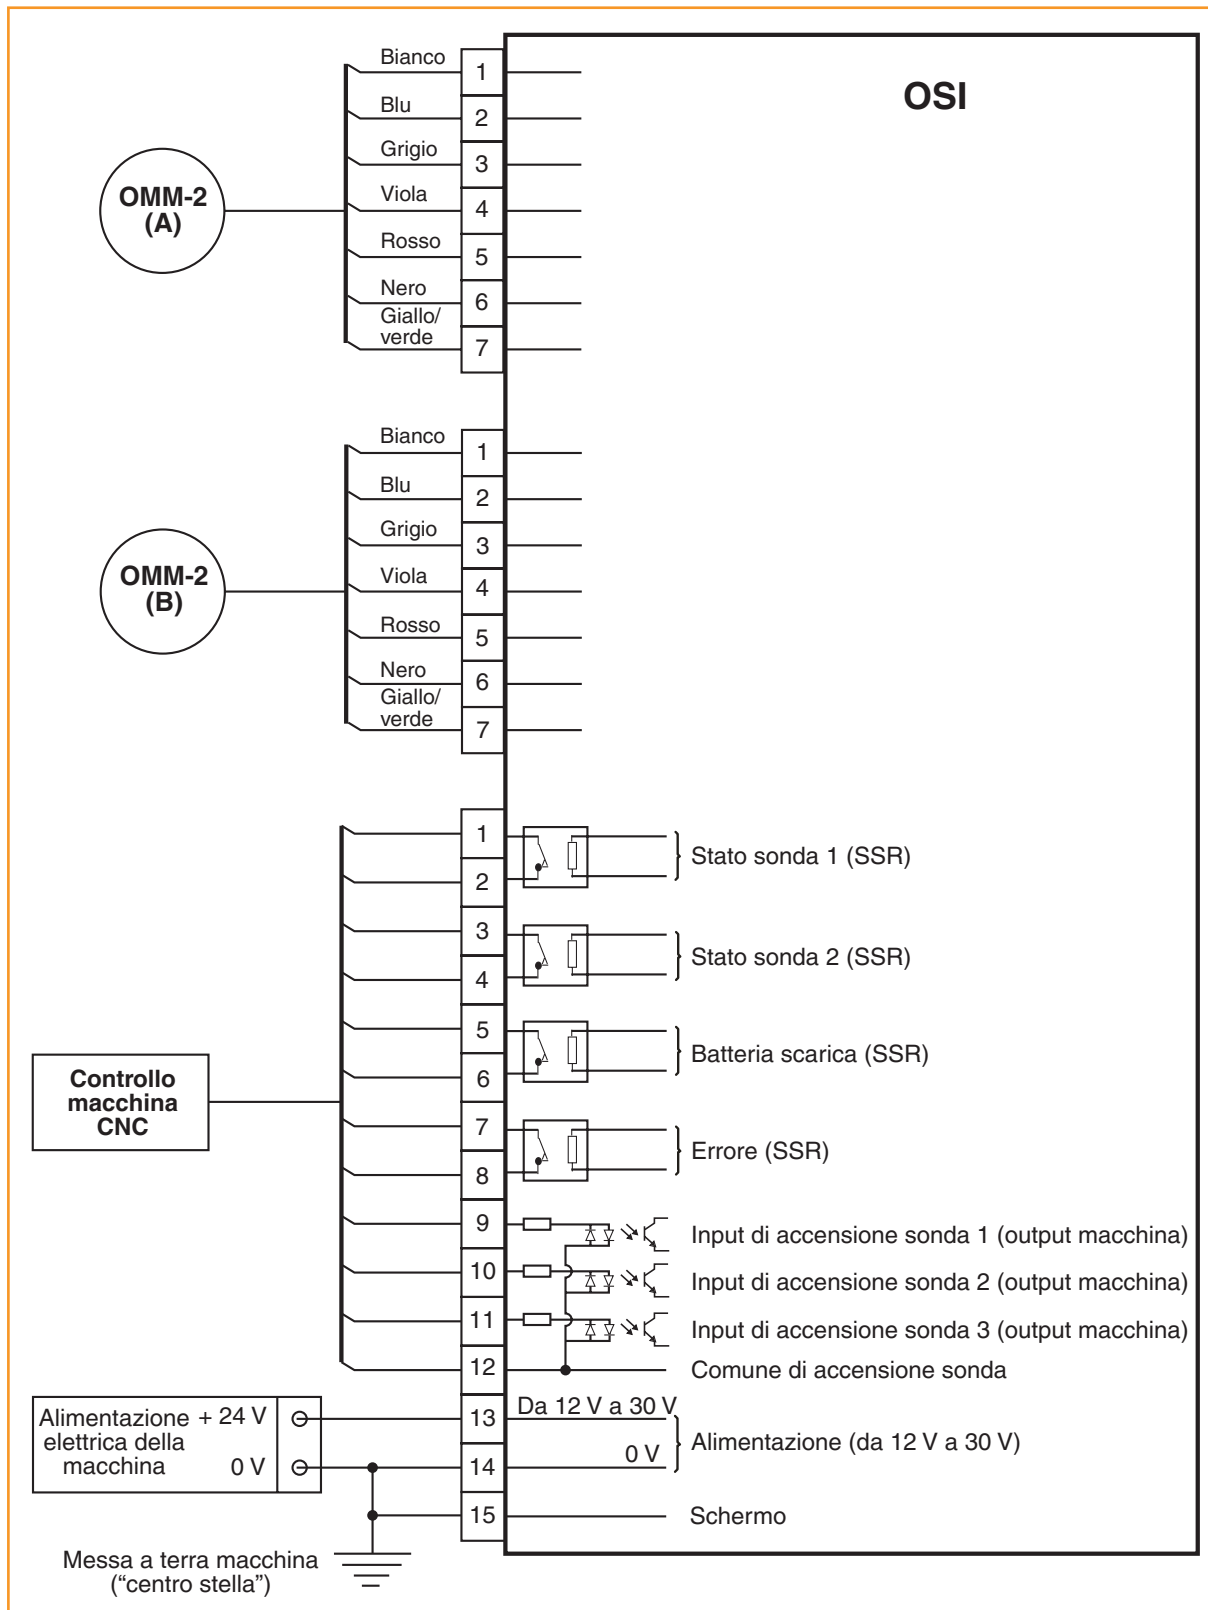 OSI
OMM-2
(A)
Bianco
1
Blu
2
Grigio
3
Viola
4
Rosso
5
Nero
6
Giallo/
verde
7
OMM-2
(B)
Bianco
1
Blu
2
Grigio
3
Viola
4
Rosso
5
Nero
6
Giallo/
verde
7
Controllo
macchina
CNC
1
2
Stato sonda 1 (SSR)
3
4
Stato sonda 2 (SSR)
5
6
Batteria scarica (SSR)
7
8
Errore (SSR)
9
Input di accensione sonda 1 (output macchina)
10
Input di accensione sonda 2 (output macchina)
11
Input di accensione sonda 3 (output macchina)
12
Comune di accensione sonda
Alimentazione + 24 V
elettrica della
macchina 0 V
13
Da 12 V a 30 V
14
0 V
Alimentazione (da 12 V a 30 V)
15
Schermo
Messa a terra macchina
(“centro stella”)